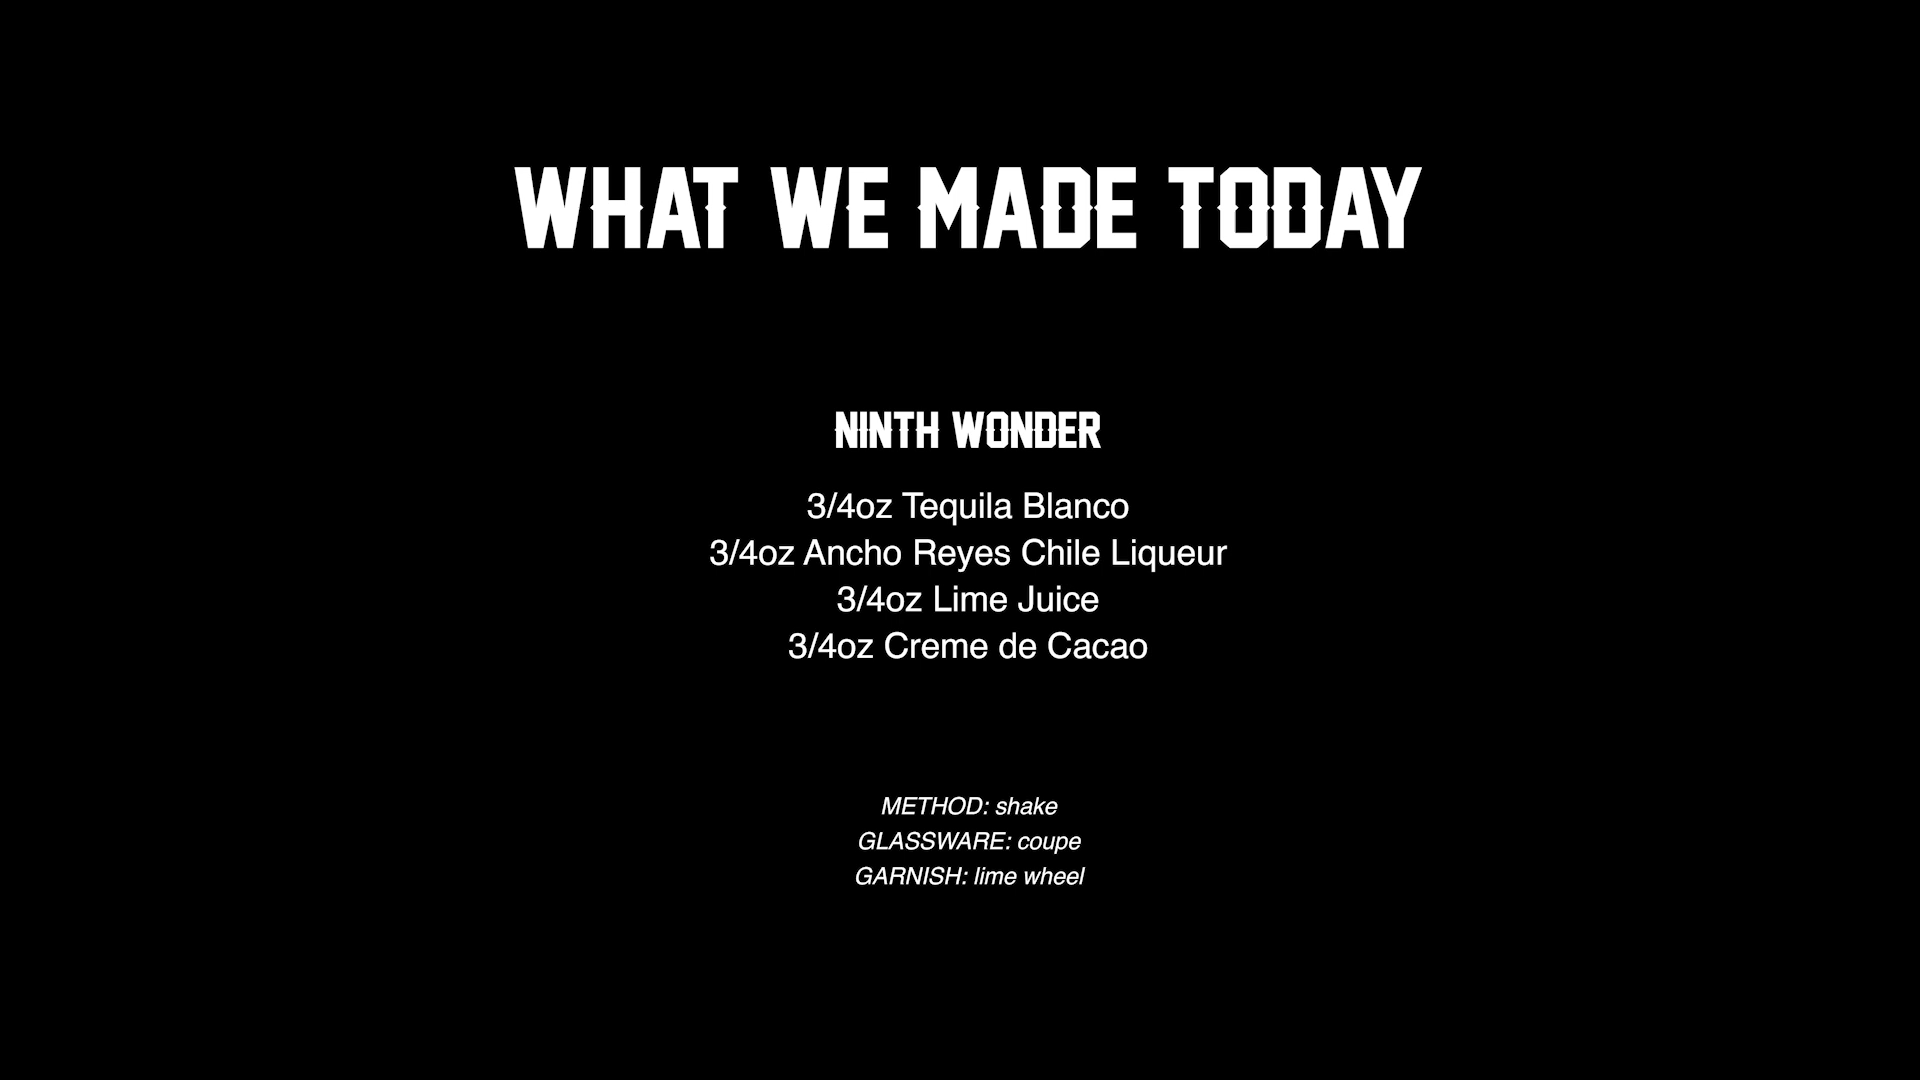 WHAT WE MADE TODAY
NINTH WONDER
3/4oz Tequila Blanco
3/4oz Ancho Reyes Chile Liqueur
3/4oz Lime Juice
3/4oz Creme de Cacao
METHOD: shake
GLASSWARE: coupe
GARNISH: lime wheel